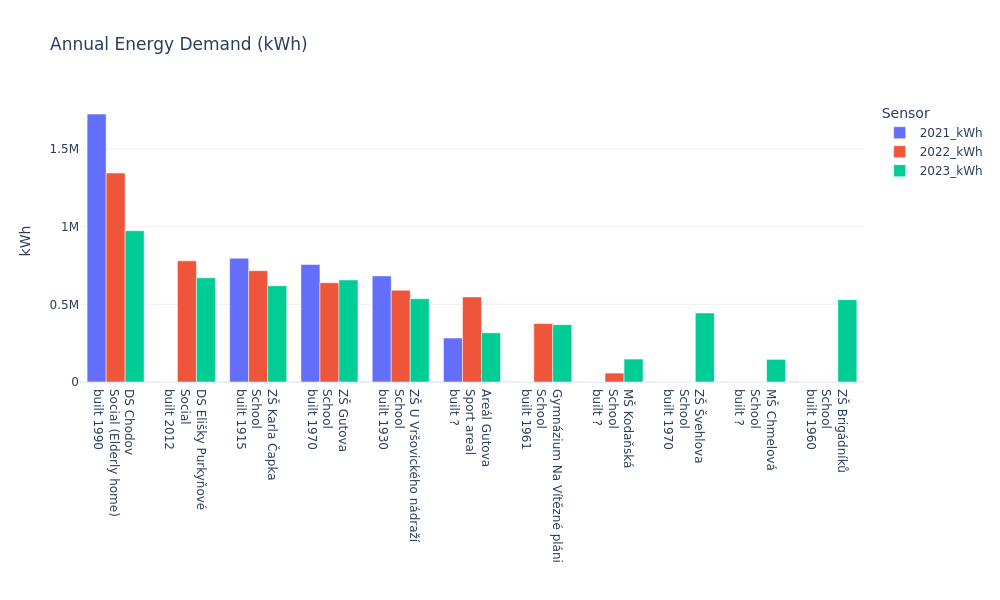 Annual Energy Demand (kWh)
Sensor
2021_kWh
2022_kWh
2023_kWh
kWh
1.5M
1M
0.5M
0
DS Chodov
Social (Elderly home)
built 1990
DS Elišky Purkyňové
Social
built 2012
ZŠ Karla Čapka
School
built 1915
ZŠ Gutova
School
built 1970
ZŠ U Vršovického nádraží
School
built 1930
Areál Gutova
Sport areal
built ?
Gymnázium Na Vítězné pláni
School
built 1961
MŠ Kodaňská
School
built ?
ZŠ Švehlova
School
built 1970
MŠ Chmelová
School
built ?
ZŠ Brigádníků
School
built 1960